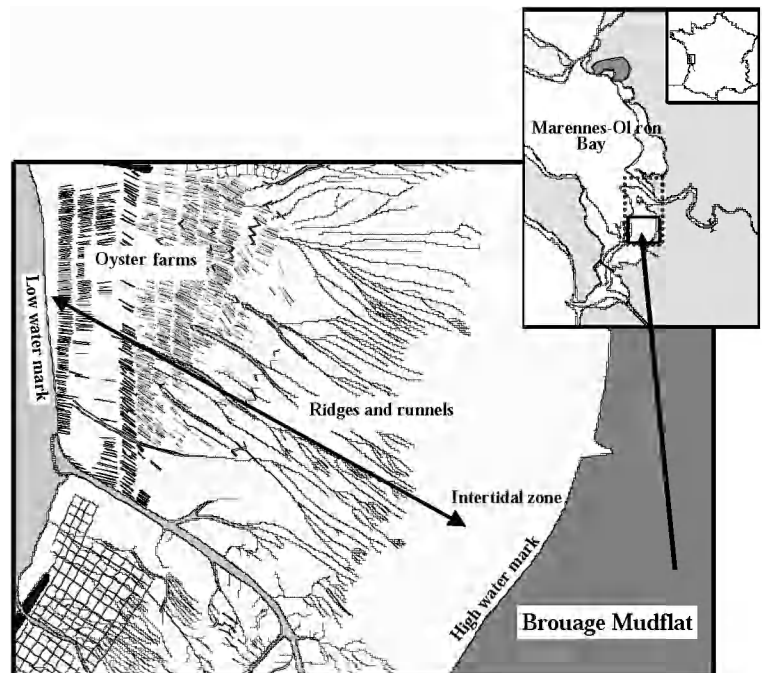 Marennes-Ol ron
Bay
Oyster farms
Low water mark
Ridges and runnels
Intertidal zone
High water mark
Brouage Mudflat